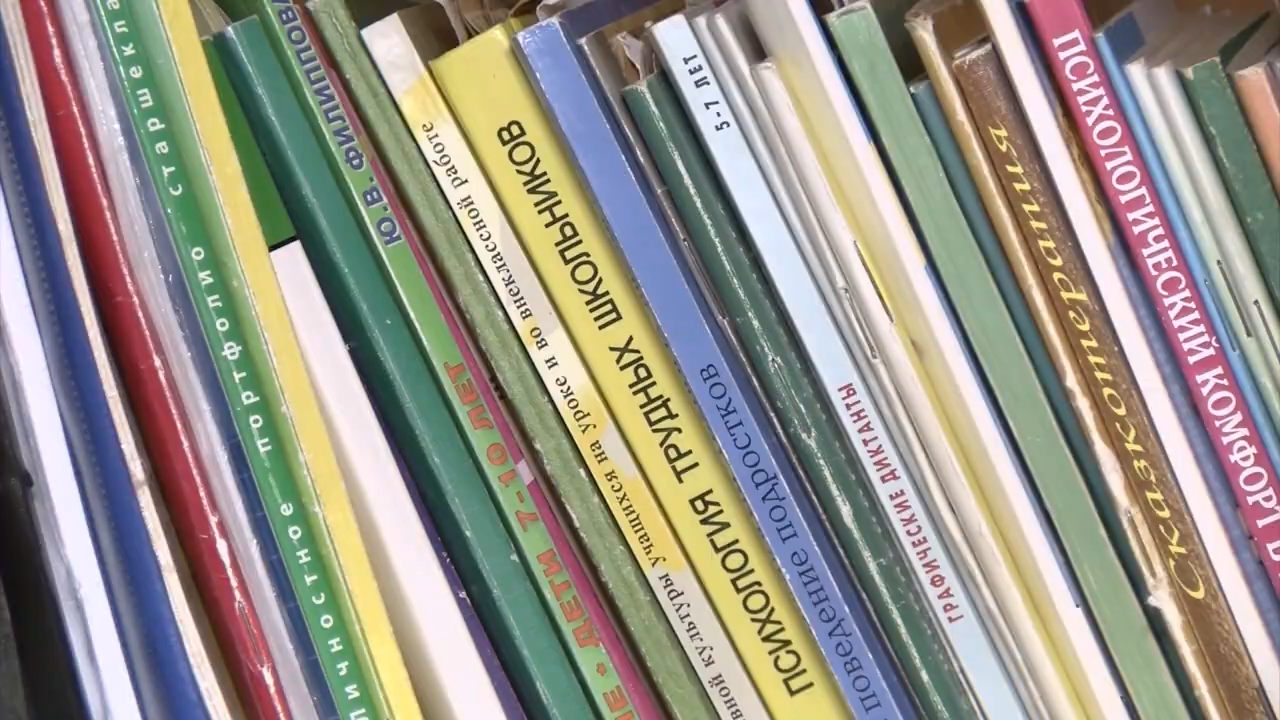 личностное портфолио старшекла
Ю.В. ФИЛИППОВА
ДЕТИ 7-10 ЛЕТ
культуры учащихся на уроке и во внеклассной работе
ПСИХОЛОГИЯ ТРУДНЫХ ШКОЛЬНИКОВ
поведение подростков
ГРАФИЧЕСКИЕ ДИКТАНТЫ 5-7 ЛЕТ
Сказкотерапия
ПСИХОЛОГИЧЕСКИЙ КОМФОРТ В